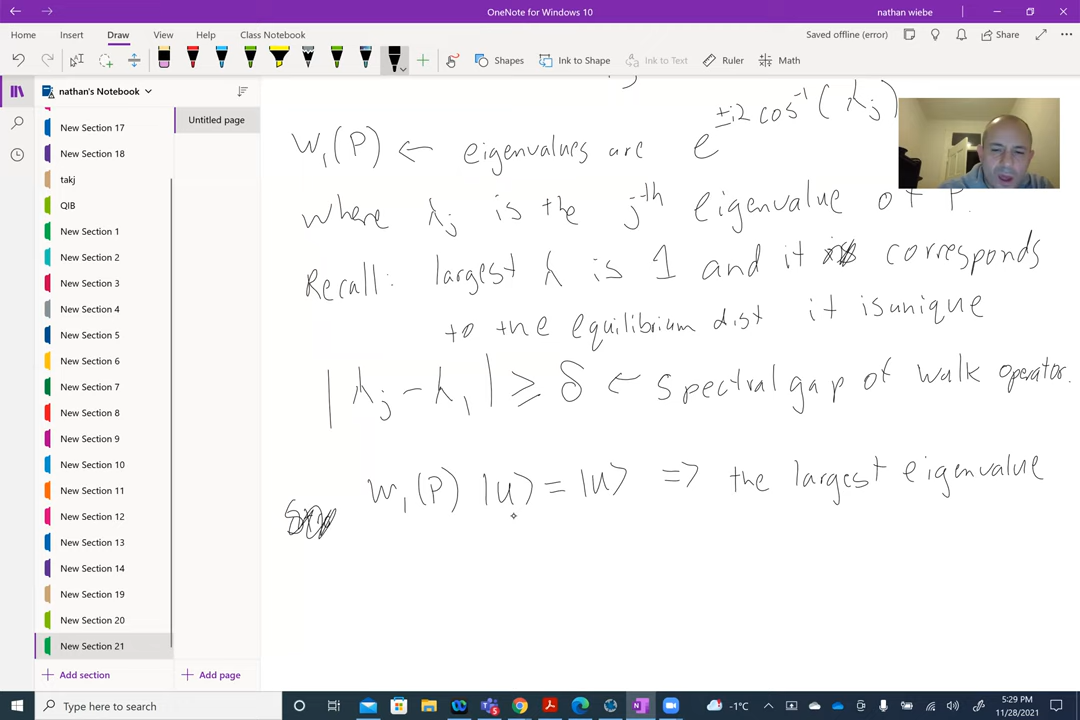 OneNote for Windows 10
nathan wiebe
Home Insert Draw View Help Class Notebook
Saved offline (error)
Share
Shapes
Ink to Shape
Ink to Text
Ruler
Math
nathan's Notebook
Untitled page
New Section 17
New Section 18
takj
QIB
New Section 1
New Section 2
New Section 3
New Section 4
New Section 5
New Section 6
New Section 7
New Section 8
New Section 9
New Section 10
New Section 11
New Section 12
New Section 13
New Section 14
New Section 19
New Section 20
New Section 21
Add section
Add page
W₁(P) ← eigenvalues are e^{±i2 cos⁻¹(λⱼ)}
where λⱼ is the jth eigenvalue of P.
Recall: largest λ is 1 and it corresponds
to the equilibrium dist it is unique
|λⱼ - λ₁| ≥ δ ← spectral gap of walk operator.
W₁(P) |u⟩ = |u⟩ => the largest eigenvalue
Type here to search
-1°C
5:29 PM
11/28/2021